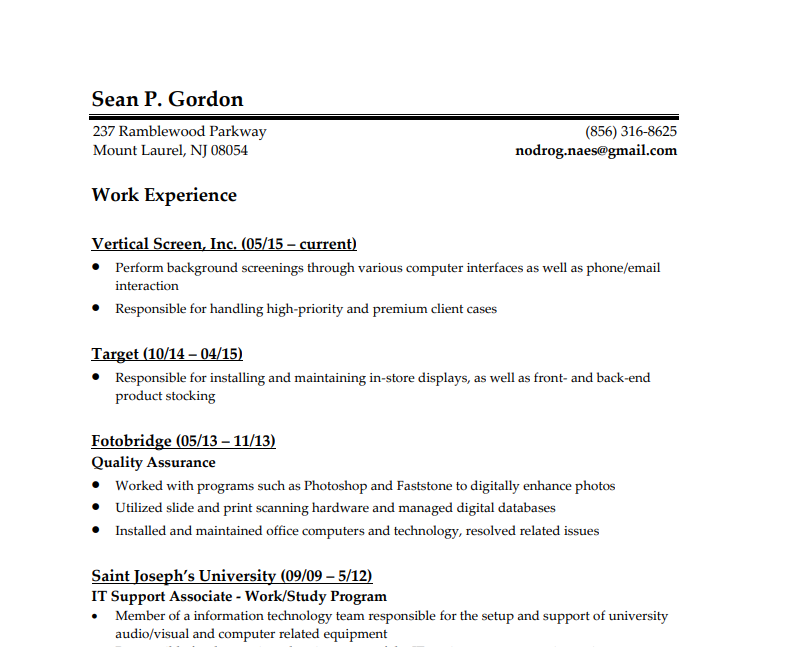 Sean P. Gordon
237 Ramblewood Parkway (856) 316-8625
Mount Laurel, NJ 08054 nodrog.naes@gmail.com
Work Experience
Vertical Screen, Inc. (05/15 – current)
● Perform background screenings through various computer interfaces as well as phone/email
interaction
● Responsible for handling high-priority and premium client cases
Target (10/14 – 04/15)
● Responsible for installing and maintaining in-store displays, as well as front- and back-end
product stocking
Fotobridge (05/13 – 11/13)
Quality Assurance
● Worked with programs such as Photoshop and Faststone to digitally enhance photos
● Utilized slide and print scanning hardware and managed digital databases
● Installed and maintained office computers and technology, resolved related issues
Saint Joseph’s University (09/09 – 5/12)
IT Support Associate - Work/Study Program
• Member of a information technology team responsible for the setup and support of university
audio/visual and computer related equipment